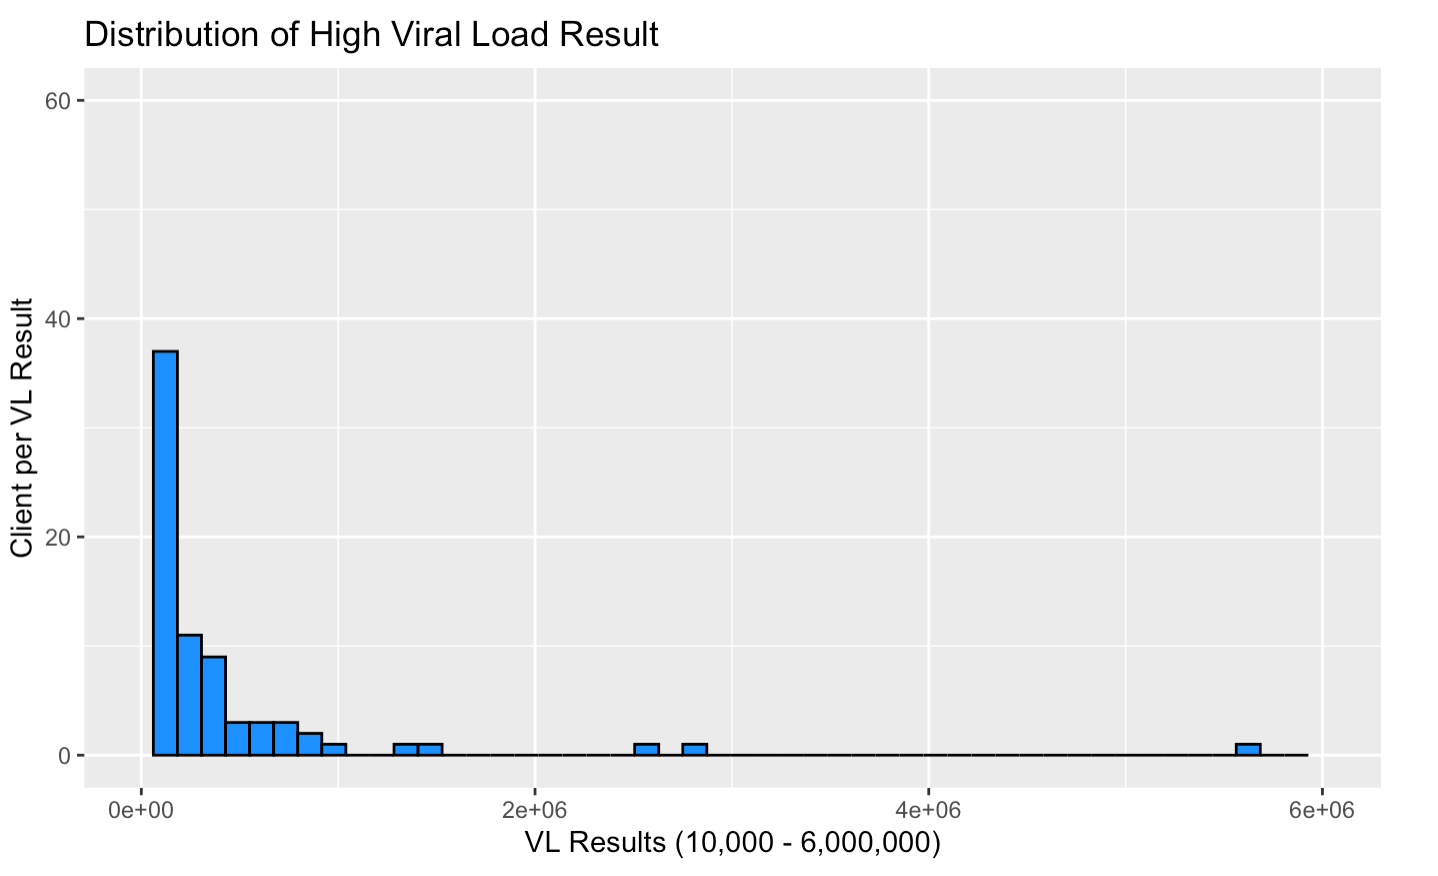 Distribution of High Viral Load Result
60
40
20
0
Client per VL Result
0e+00 2e+06 4e+06 6e+06
VL Results (10,000 - 6,000,000)